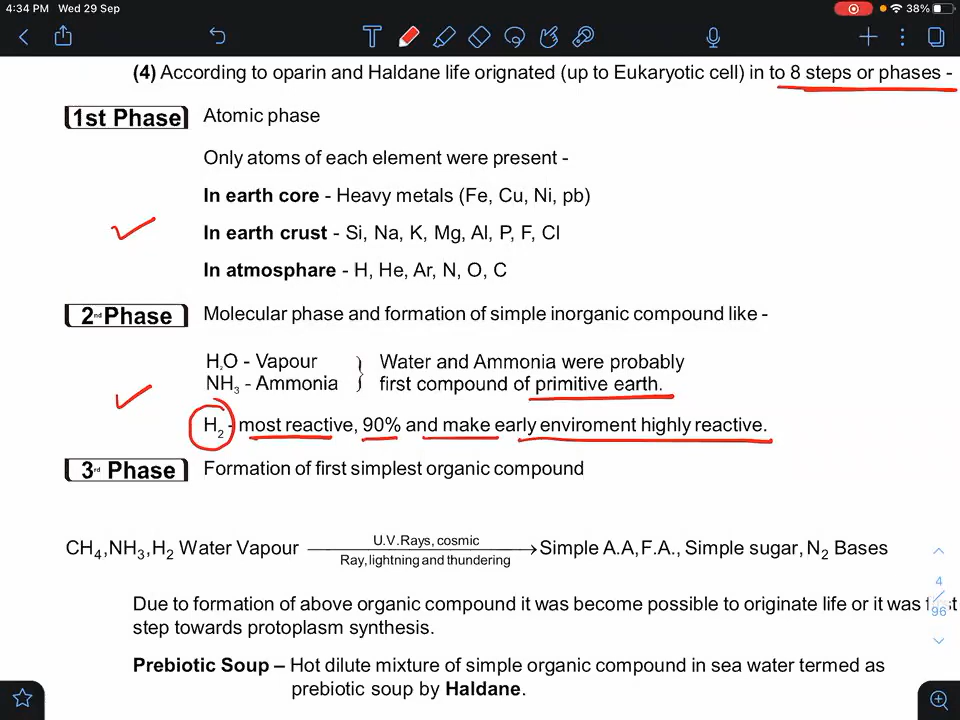 4:34 PM Wed 29 Sep
38%
(4) According to oparin and Haldane life orignated (up to Eukaryotic cell) in to 8 steps or phases -
1st Phase Atomic phase
Only atoms of each element were present -
In earth core - Heavy metals (Fe, Cu, Ni, pb)
In earth crust - Si, Na, K, Mg, Al, P, F, Cl
In atmosphare - H, He, Ar, N, O, C
2nd Phase Molecular phase and formation of simple inorganic compound like -
H2O - Vapour } Water and Ammonia were probably
NH3 - Ammonia } first compound of primitive earth.
H2 - most reactive, 90% and make early enviroment highly reactive.
3rd Phase Formation of first simplest organic compound
U.V.Rays, cosmic
CH4,NH3,H2 Water Vapour → Simple A.A,F.A., Simple sugar, N2 Bases
Ray, lightning and thundering
Due to formation of above organic compound it was become possible to originate life or it was first
step towards protoplasm synthesis.
4
/
96
Prebiotic Soup – Hot dilute mixture of simple organic compound in sea water termed as
prebiotic soup by Haldane.